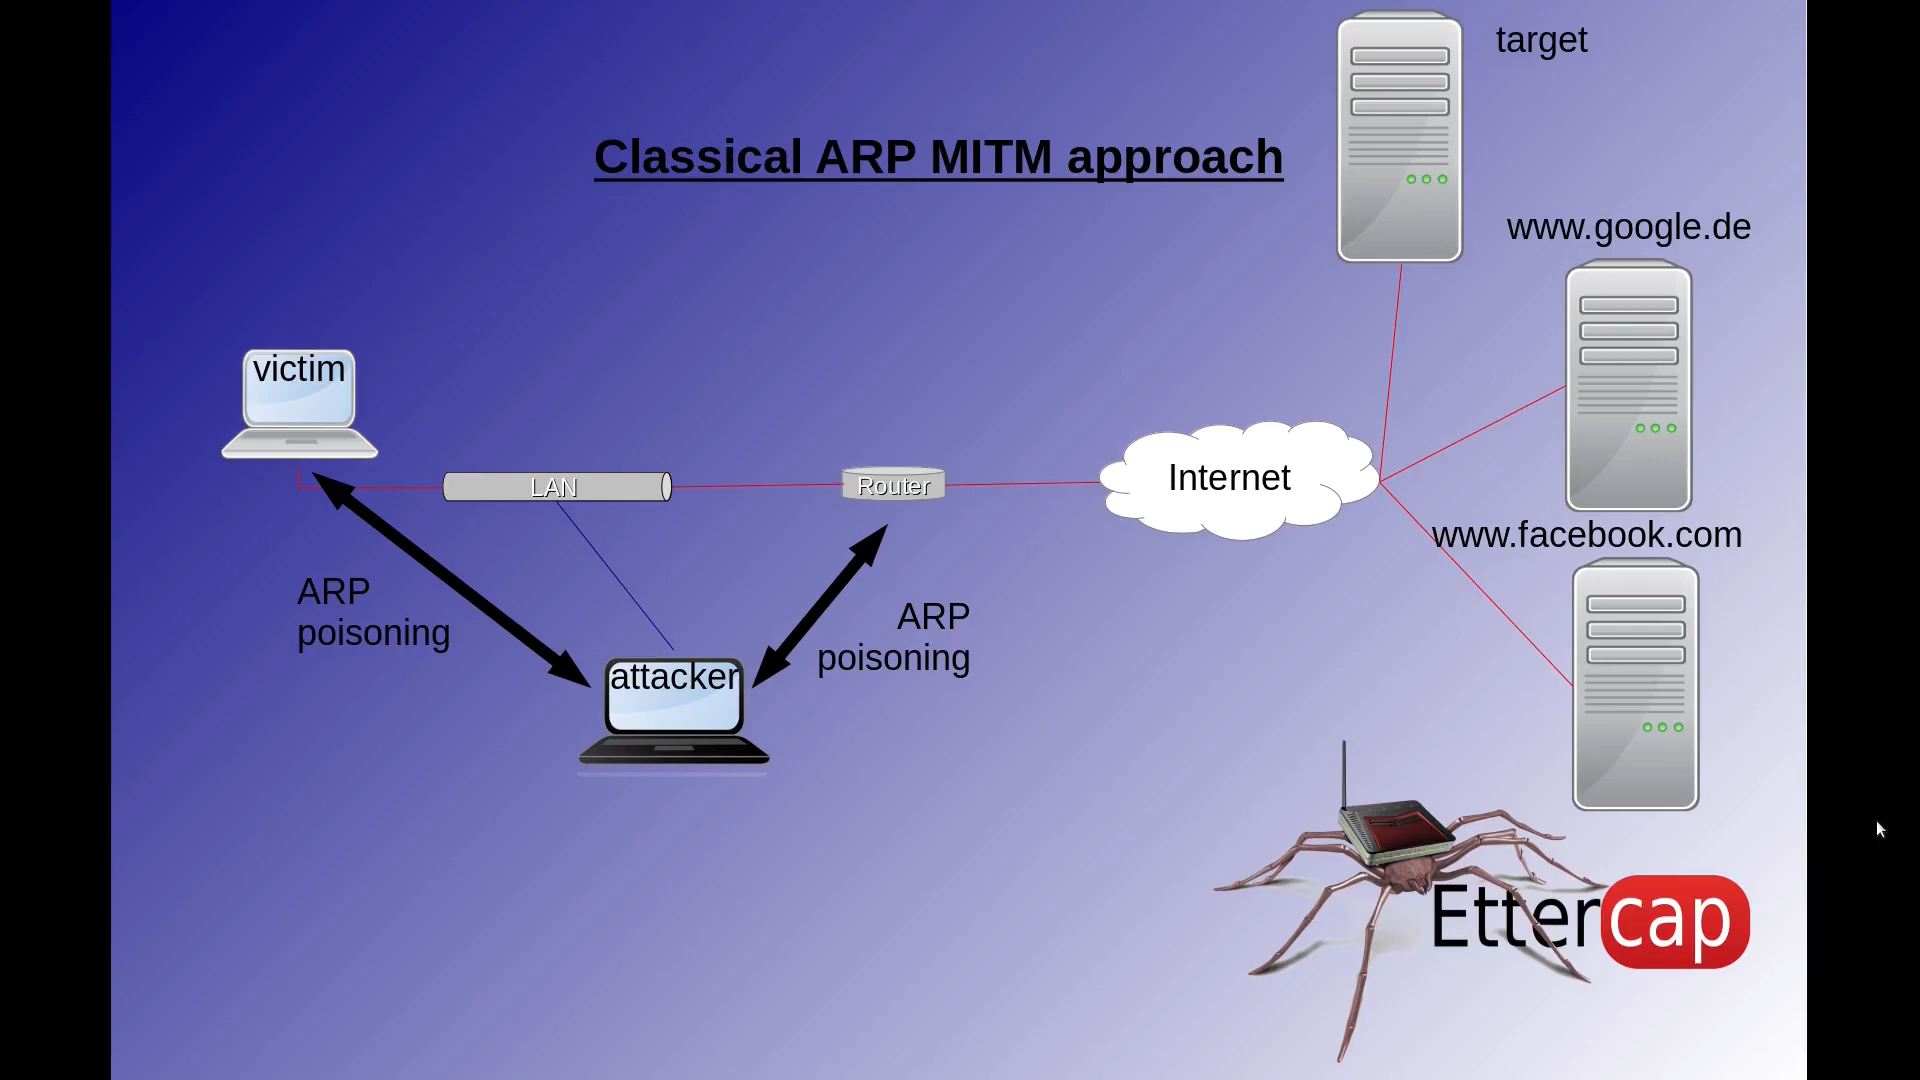 target
Classical ARP MITM approach
www.google.de
victim
Internet
LAN
Router
www.facebook.com
ARP
poisoning
ARP
poisoning
attacker
Ettercap